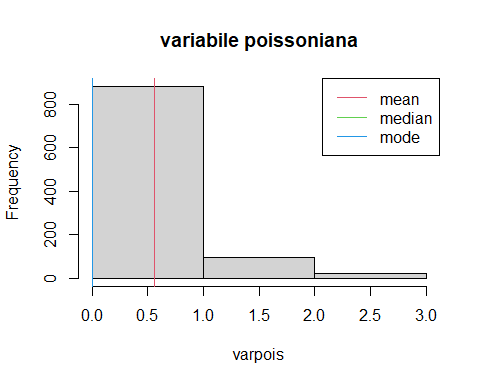 variabile poissoniana
mean
median
mode
Frequency
0 200 400 600 800
0.0 0.5 1.0 1.5 2.0 2.5 3.0
varpois